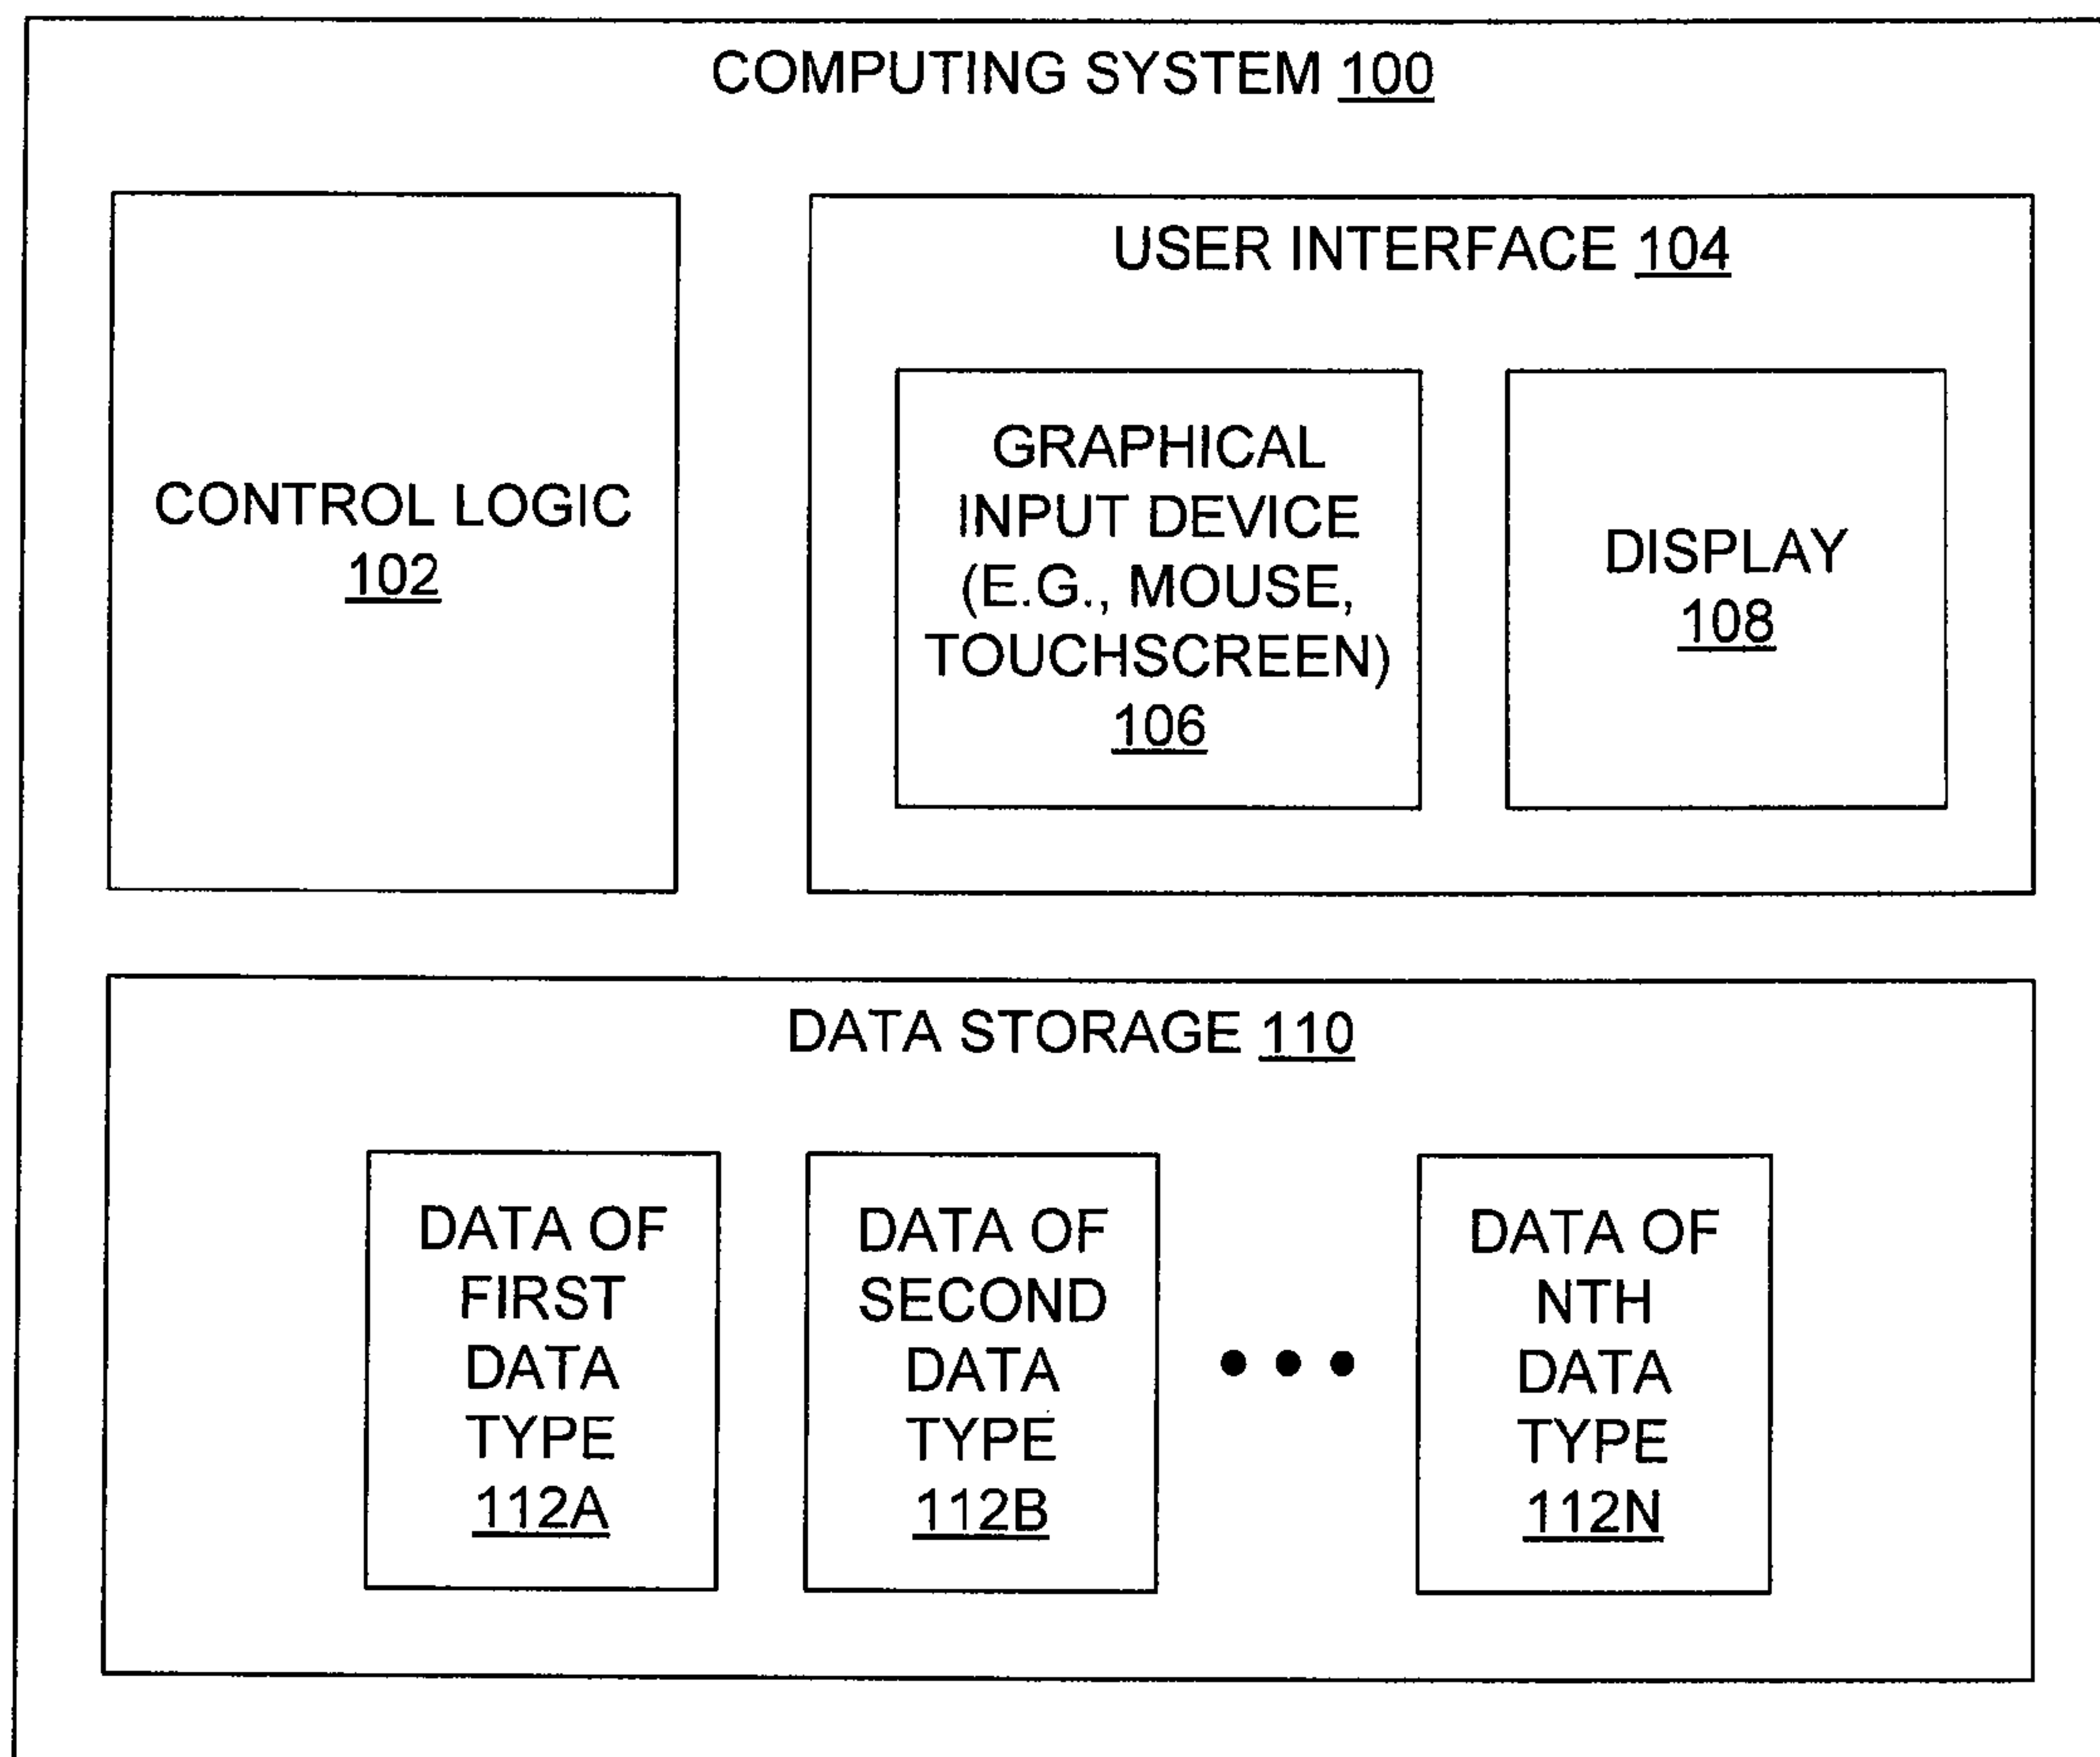 COMPUTING SYSTEM 100
CONTROL LOGIC
102
USER INTERFACE 104
GRAPHICAL
INPUT DEVICE
(E.G., MOUSE,
TOUCHSCREEN)
106
DISPLAY
108
DATA STORAGE 110
DATA OF
FIRST
DATA
TYPE
112A
DATA OF
SECOND
DATA
TYPE
112B
DATA OF
NTH
DATA
TYPE
112N